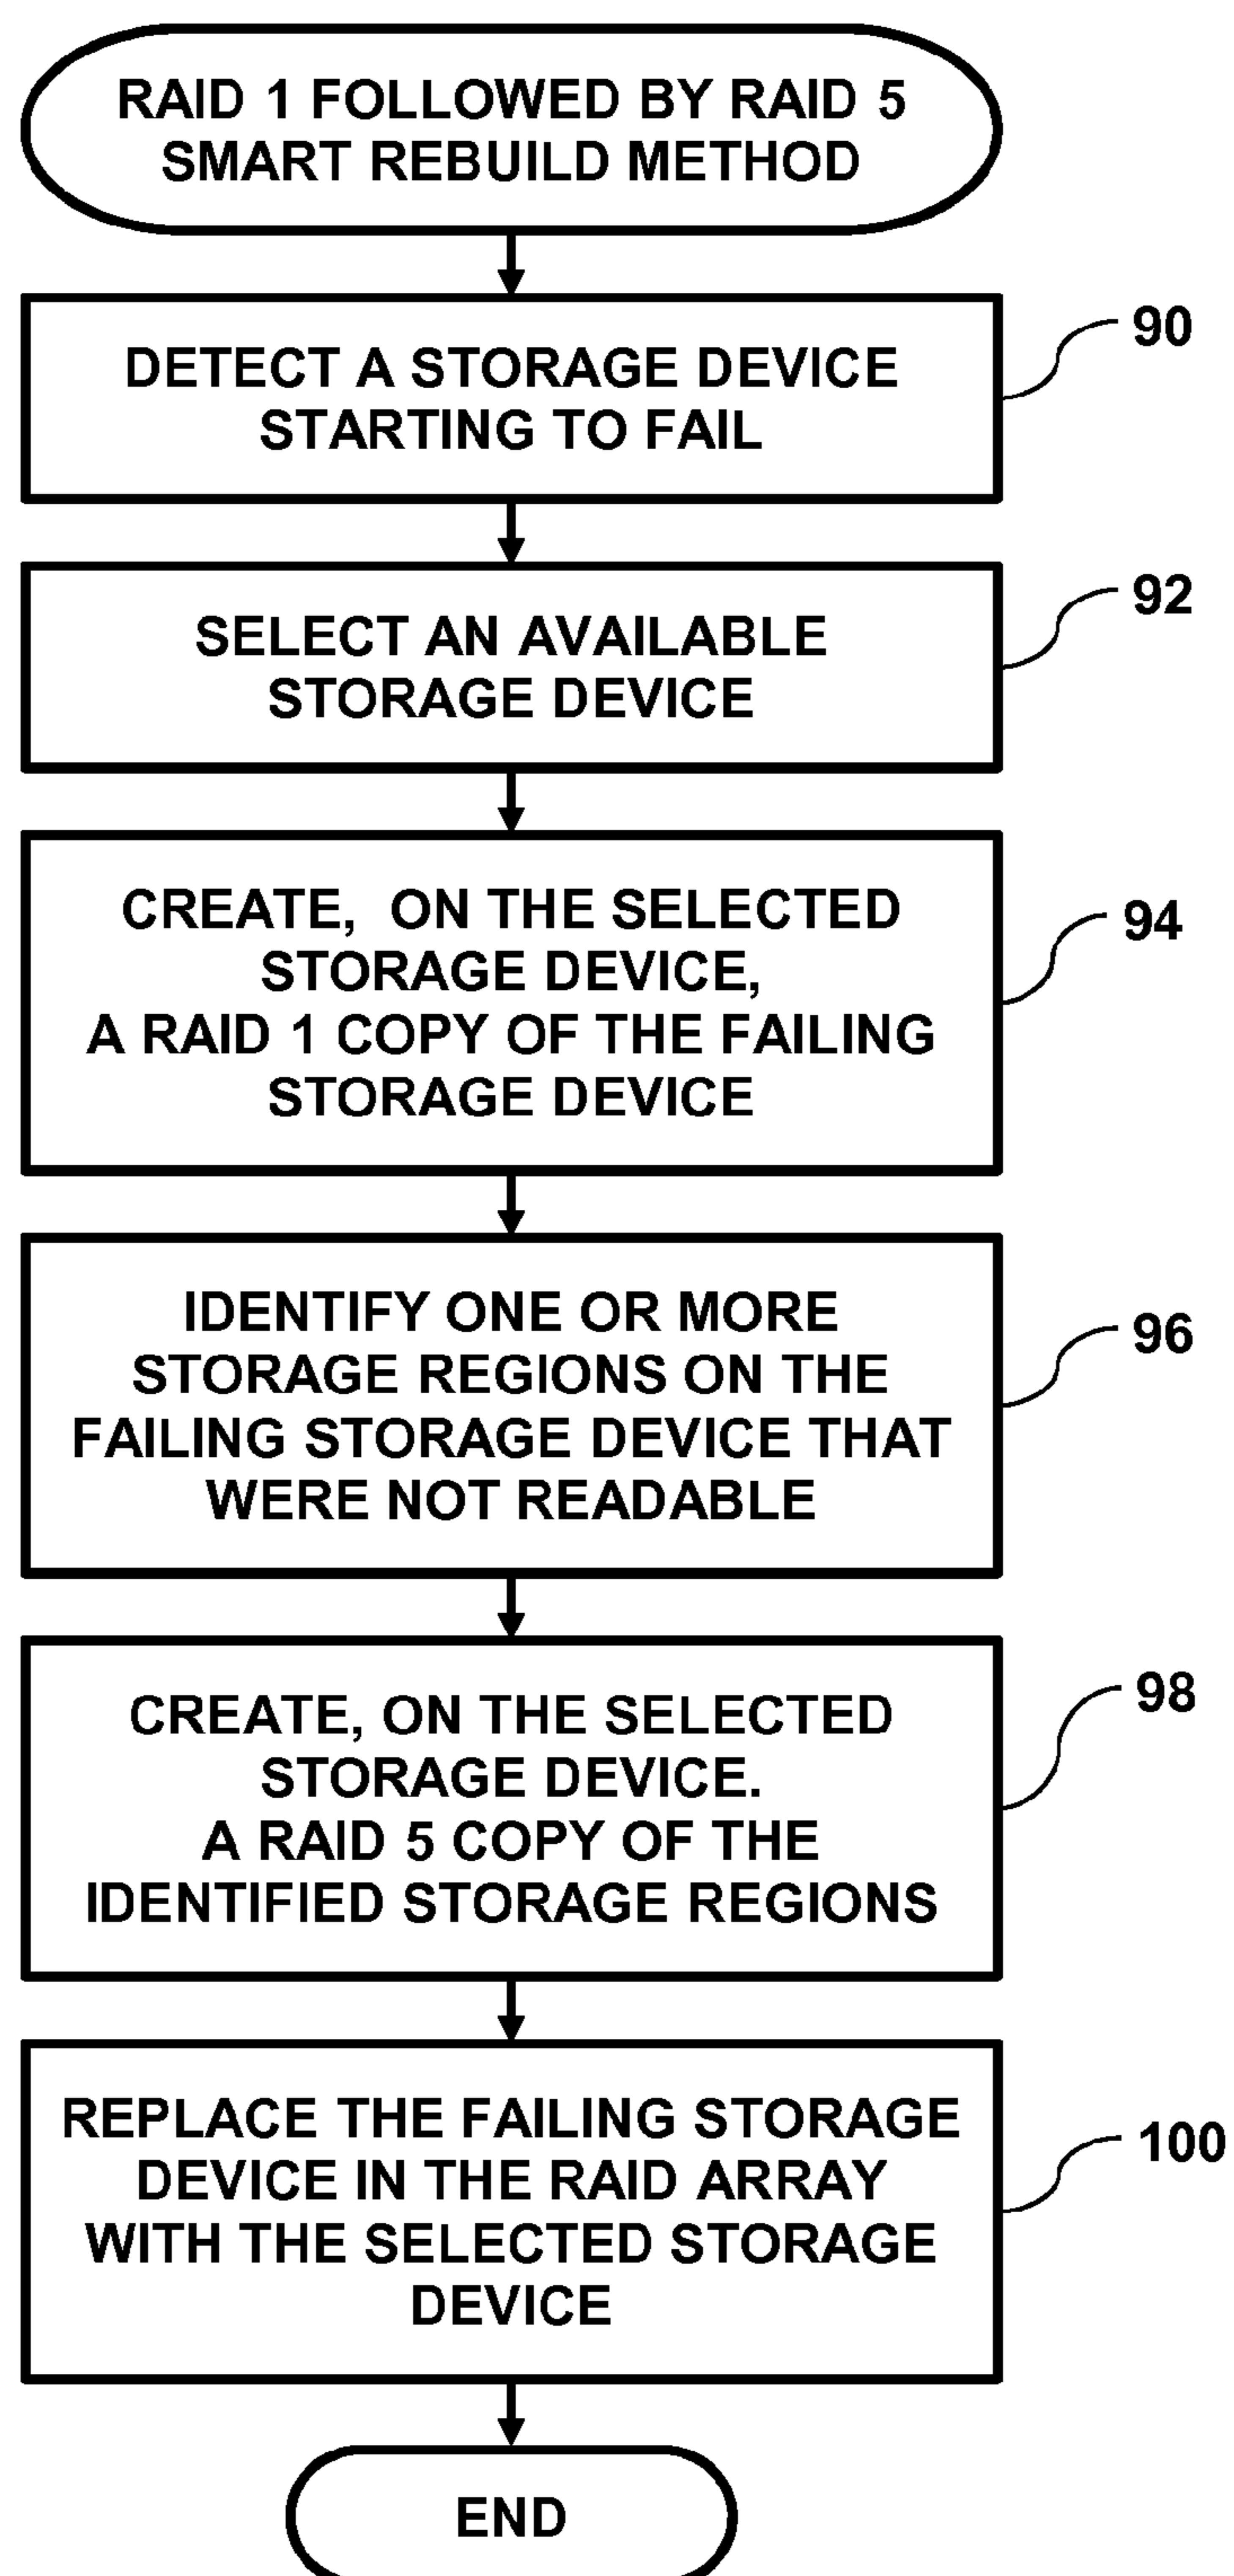 RAID 1 FOLLOWED BY RAID 5
SMART REBUILD METHOD
DETECT A STORAGE DEVICE
STARTING TO FAIL
90
SELECT AN AVAILABLE
STORAGE DEVICE
92
CREATE, ON THE SELECTED
STORAGE DEVICE,
A RAID 1 COPY OF THE FAILING
STORAGE DEVICE
94
IDENTIFY ONE OR MORE
STORAGE REGIONS ON THE
FAILING STORAGE DEVICE THAT
WERE NOT READABLE
96
CREATE, ON THE SELECTED
STORAGE DEVICE.
A RAID 5 COPY OF THE
IDENTIFIED STORAGE REGIONS
98
REPLACE THE FAILING STORAGE
DEVICE IN THE RAID ARRAY
WITH THE SELECTED STORAGE
DEVICE
100
END